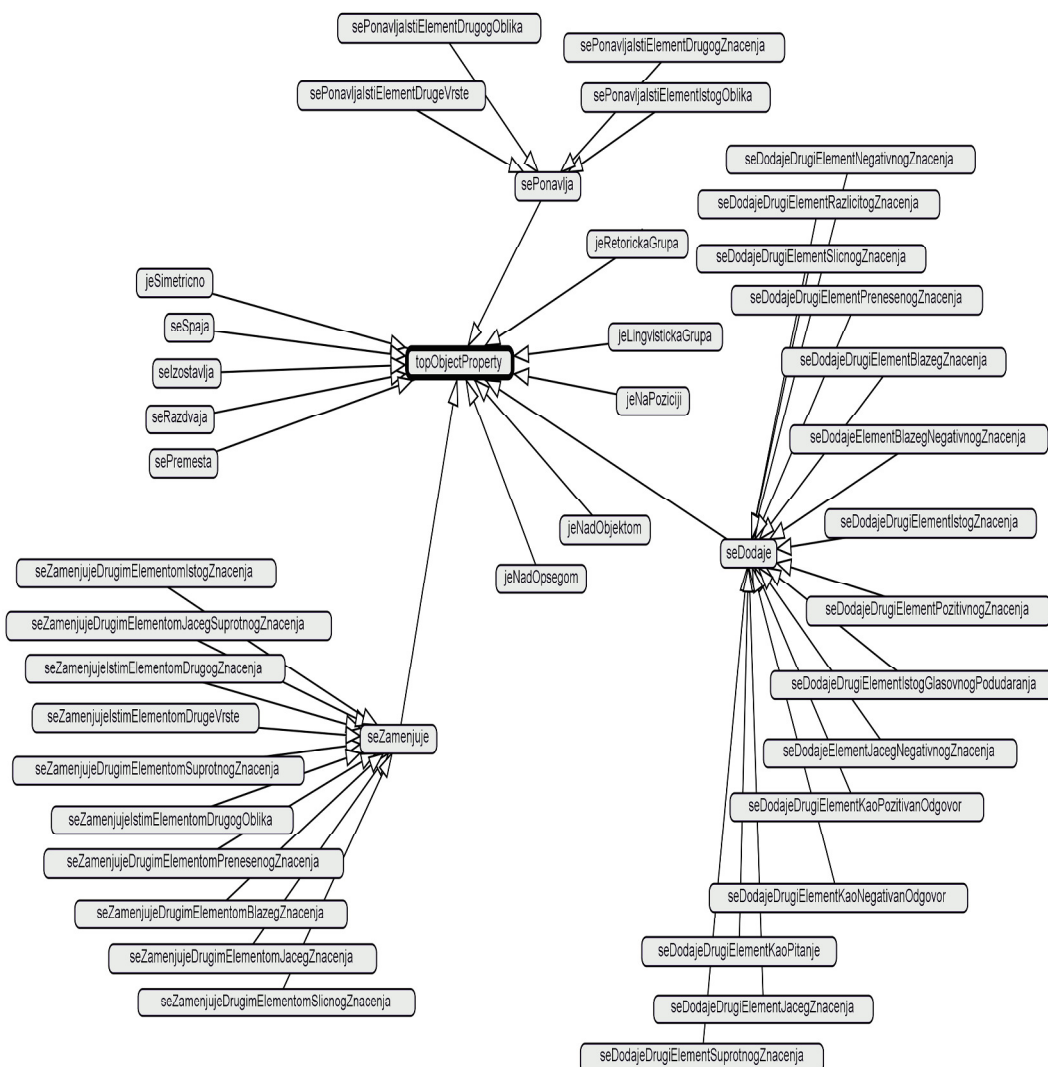 sePonavljaIstiElementDrugogOblika
sePonavljaIstiElementDrugogZnacenja
sePonavljaIstiElementDrugeVrste
sePonavljaIstiElementIstogOblika
sePonavlja
seDodajeDrugiElementNegativnogZnacenja
seDodajeDrugiElementRazlicitogZnacenja
seDodajeDrugiElementSlicnogZnacenja
seDodajeDrugiElementPrenesenogZnacenja
seDodajeDrugiElementBlazegZnacenja
seDodajeElementBlazegNegativnogZnacenja
seDodajeDrugiElementIstogZnacenja
seDodaje
seDodajeDrugiElementPozitivnogZnacenja
seDodajeDrugiElementIstogGlasovnogPodudaranja
seDodajeElementJacegNegativnogZnacenja
seDodajeDrugiElementKaoPozitivanOdgovor
seDodajeDrugiElementKaoNegativanOdgovor
seDodajeDrugiElementKaoPitanje
seDodajeDrugiElementJacegZnacenja
seDodajeDrugiElementSuprotnogZnacenja
jeRetorickaGrupa
jeLingvistickaGrupa
jeNaPoziciji
jeNadObjektom
jeNadOpsegom
topObjectProperty
jeSimetricno
seSpaja
seIzostavlja
seRazdvaja
sePremesta
seZamenjujeDrugimElementomIstogZnacenja
seZamenjujeDrugimElementomJacegSuprotnogZnacenja
seZamenjujeIstimElementomDrugogZnacenja
seZamenjujeIstimElementomDrugeVrste
seZamenjuje
seZamenjujeDrugimElementomSuprotnogZnacenja
seZamenjujeIstimElementomDrugogOblika
seZamenjujeDrugimElementomPrenesenogZnacenja
seZamenjujeDrugimElementomBlazegZnacenja
seZamenjujeDrugimElementomJacegZnacenja
seZamenjujeDrugimElementomSlicnogZnacenja